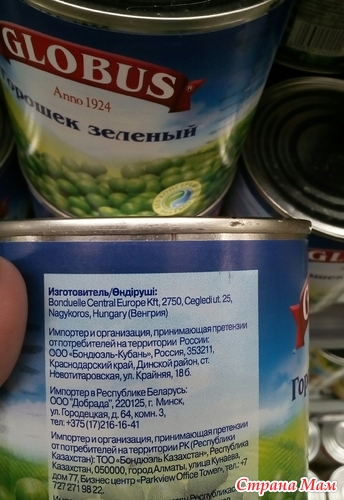 GLOBUS
Anno 1924
горошек зеленый
Изготовитель/Өндіруші:
Bonduelle Central Europe Kft, 2750, Cegledi ut. 25,
Nagykoros, Hungary (Венгрия)
Импортер и организация, принимающая претензии
от потребителей на территории России:
ООО «Бондюэль-Кубань», Россия, 353211,
Краснодарский край, Динской район, ст.
Новотитаровская, ул. Крайняя, 18б.
Импортер в Республике Беларусь:
ООО "Добрада", 220125, г. Минск,
ул. Городецкая, д. 64, комн. 3,
тел: +375(17)216-16-41
Импортер и организация, принимающая претензии
от потребителей на территории РК (Республики
Казахстан): ТОО «Бондюэль Казахстан», Республика
Казахстан, 050000, город Алматы, улица Кунаева,
дом 77, Бизнес центр «Parkview Office Tower», тел.: +7
727 271 98 22.
Страна Мам